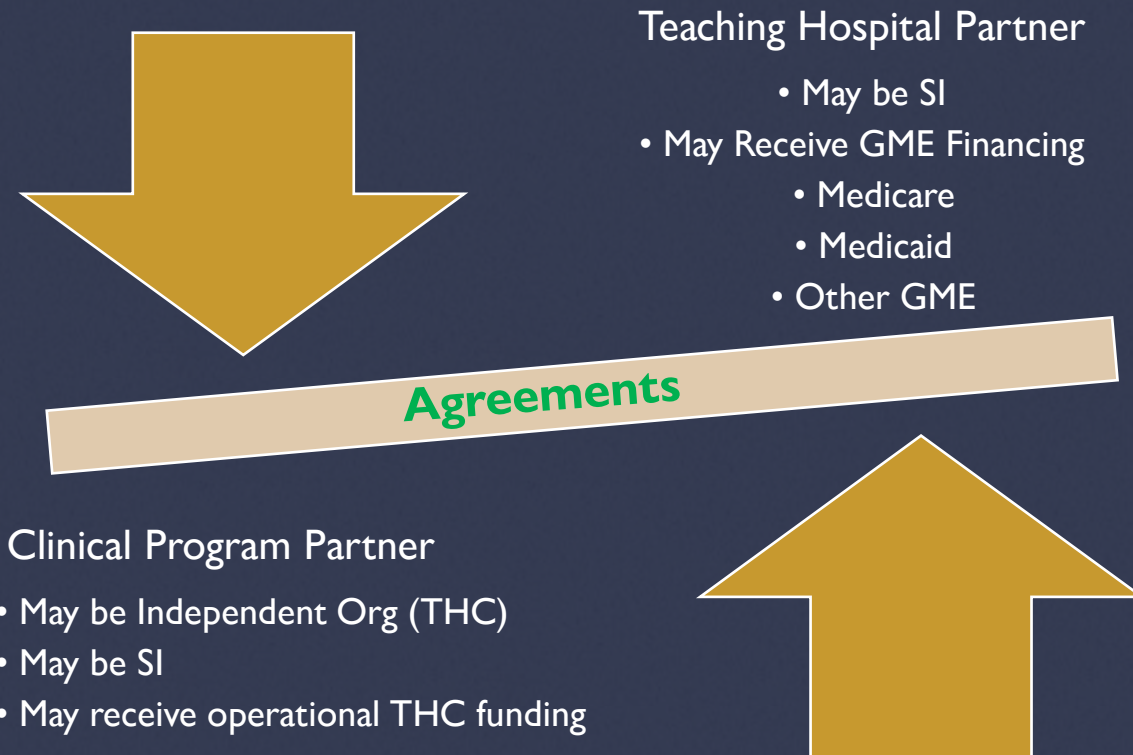 Teaching Hospital Partner
• May be SI
• May Receive GME Financing
• Medicare
• Medicaid
• Other GME
Agreements
Clinical Program Partner
• May be Independent Org (THC)
• May be SI
• May receive operational THC funding